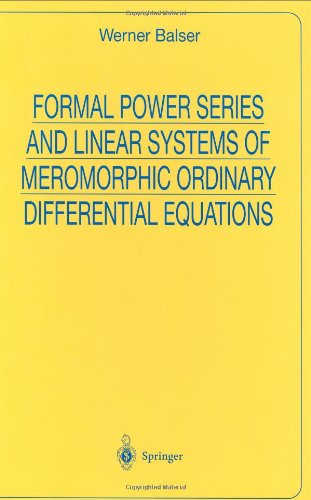 Werner Balser
FORMAL POWER SERIES
AND LINEAR SYSTEMS OF
MEROMORPHIC ORDINARY
DIFFERENTIAL EQUATIONS
Springer